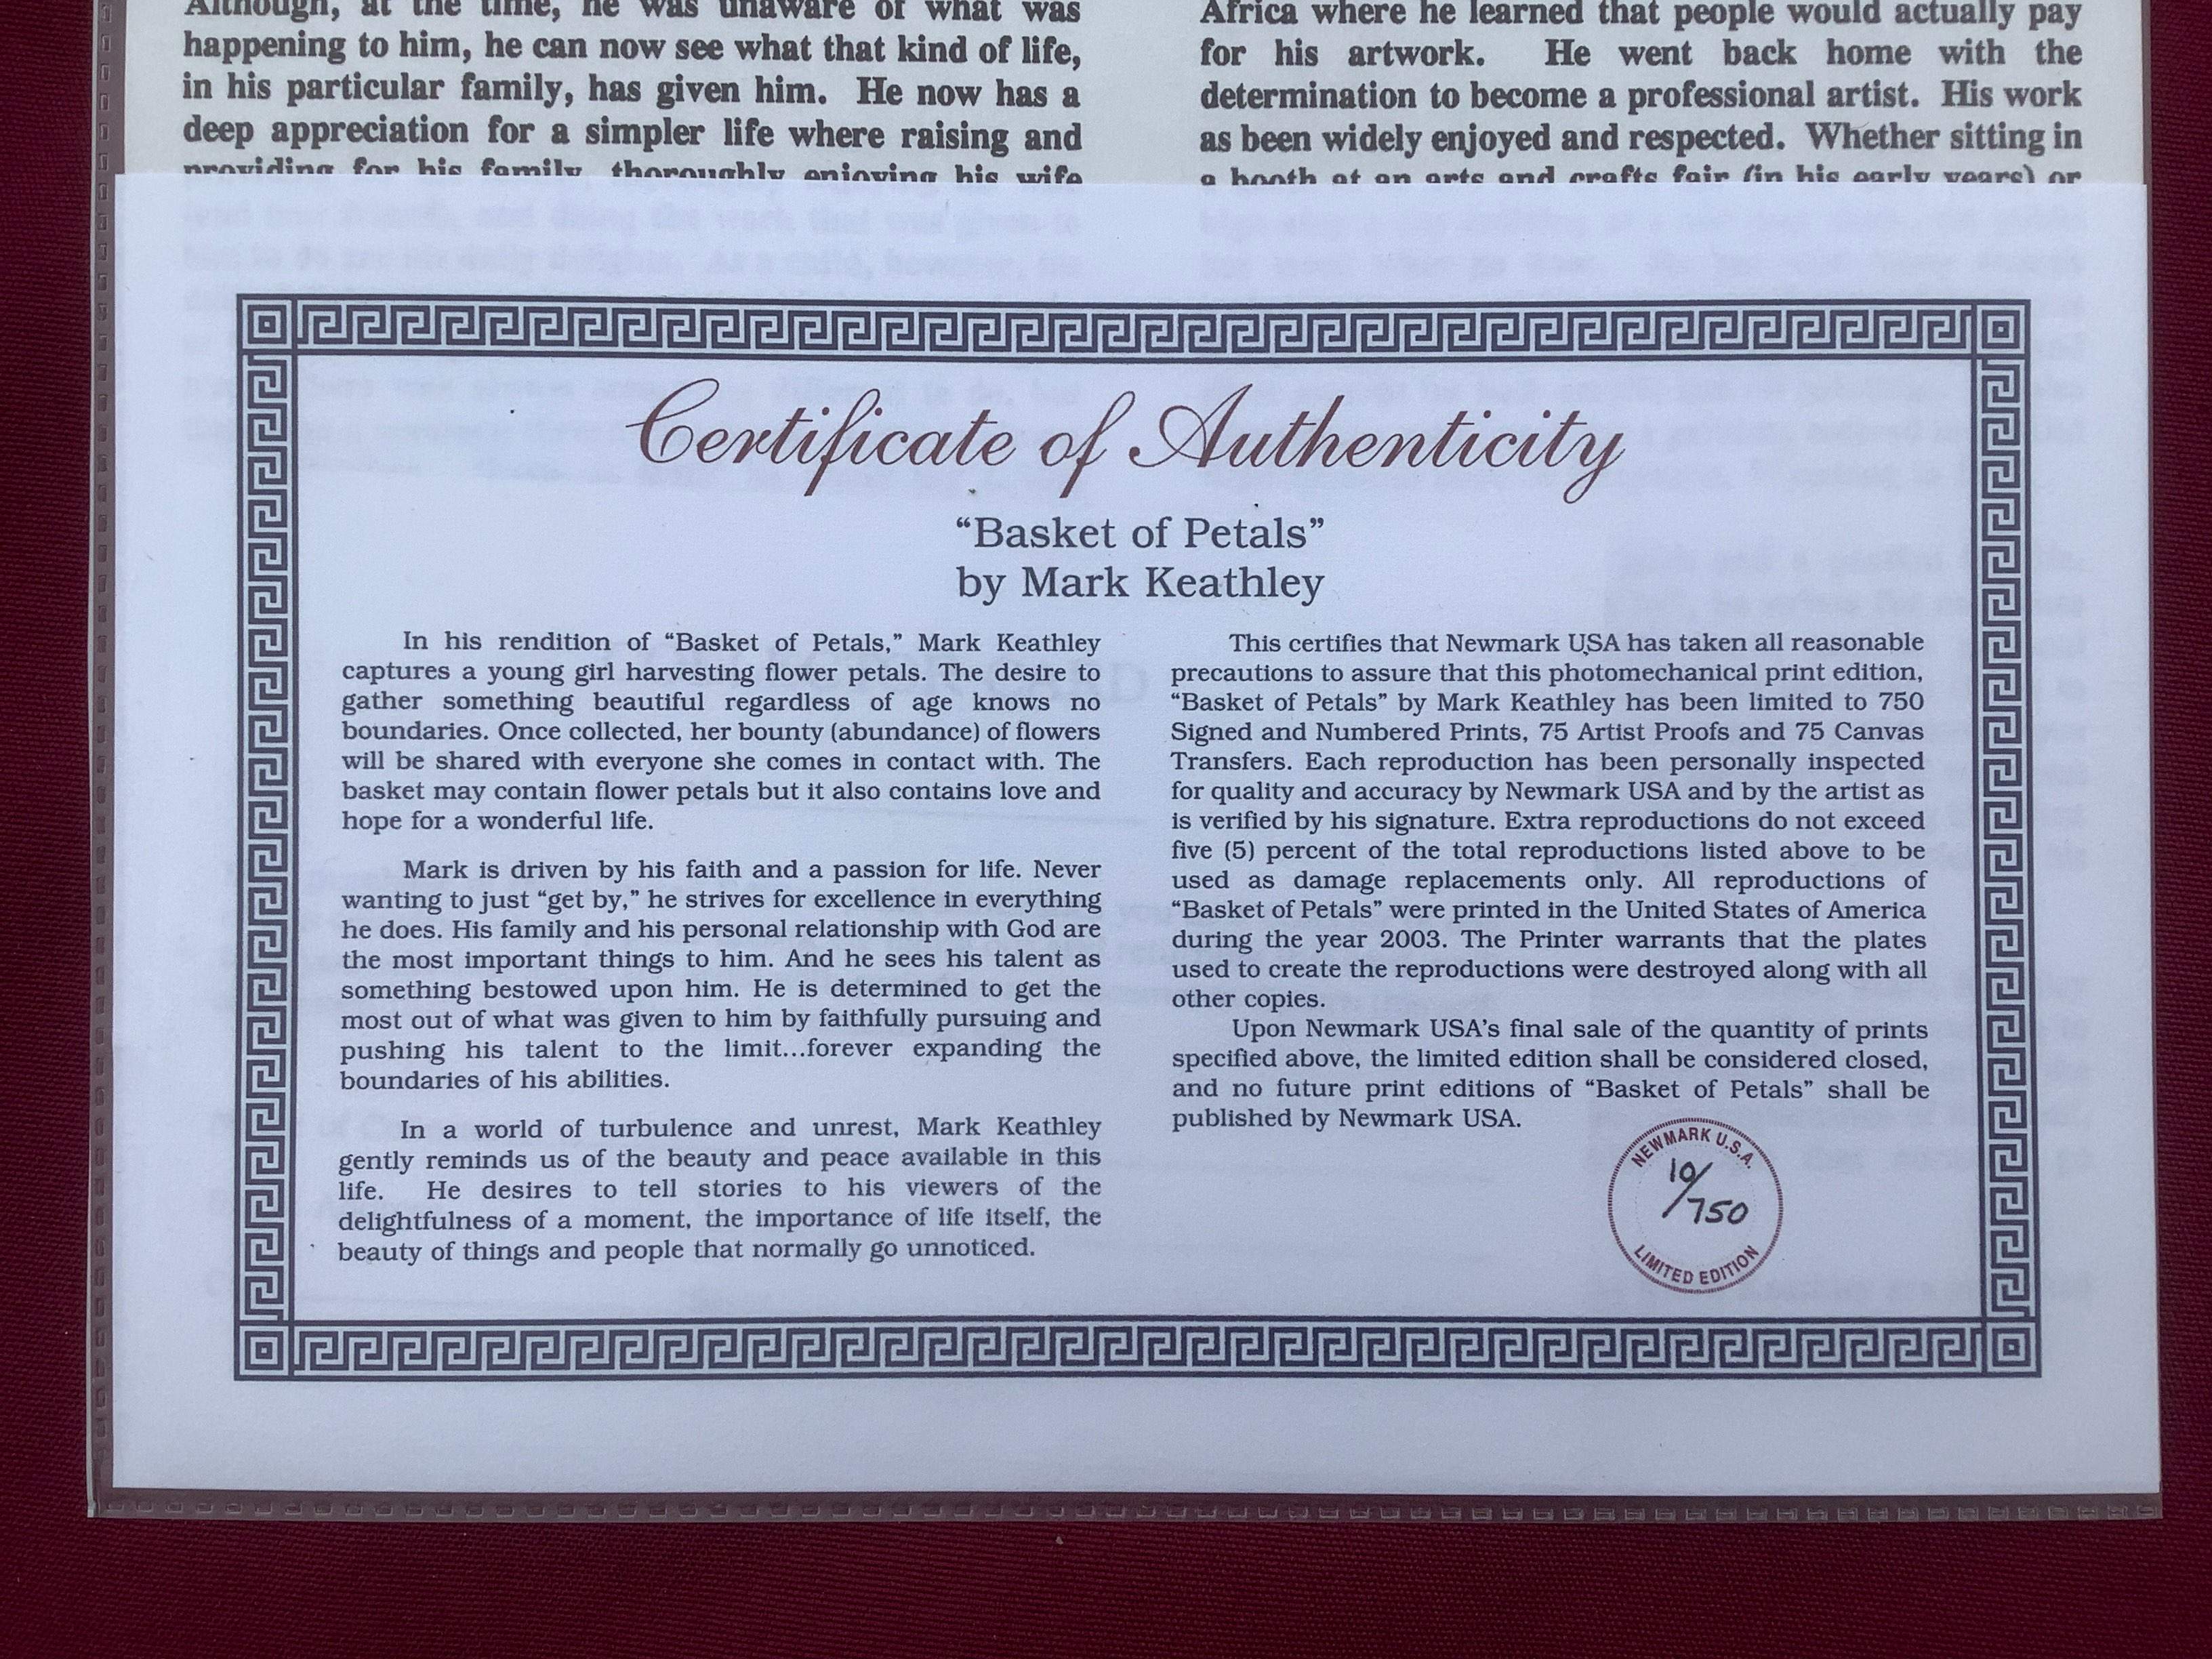 Although, at the time, he was unaware of what was
happening to him, he can now see what that kind of life,
in his particular family, has given him. He now has a
deep appreciation for a simpler life where raising and
providing for his family, thoroughly enjoying his wife
Africa where he learned that people would actually pay
for his artwork. He went back home with the
determination to become a professional artist. His work
as been widely enjoyed and respected. Whether sitting in
a booth at an arts and crafts fair (in his early years) or
Certificate of Authenticity
“Basket of Petals”
by Mark Keathley
In his rendition of “Basket of Petals,” Mark Keathley
captures a young girl harvesting flower petals. The desire to
gather something beautiful regardless of age knows no
boundaries. Once collected, her bounty (abundance) of flowers
will be shared with everyone she comes in contact with. The
basket may contain flower petals but it also contains love and
hope for a wonderful life.
Mark is driven by his faith and a passion for life. Never
wanting to just “get by,” he strives for excellence in everything
he does. His family and his personal relationship with God are
the most important things to him. And he sees his talent as
something bestowed upon him. He is determined to get the
most out of what was given to him by faithfully pursuing and
pushing his talent to the limit...forever expanding the
boundaries of his abilities.
In a world of turbulence and unrest, Mark Keathley
gently reminds us of the beauty and peace available in this
life. He desires to tell stories to his viewers of the
delightfulness of a moment, the importance of life itself, the
beauty of things and people that normally go unnoticed.
This certifies that Newmark USA has taken all reasonable
precautions to assure that this photomechanical print edition,
“Basket of Petals” by Mark Keathley has been limited to 750
Signed and Numbered Prints, 75 Artist Proofs and 75 Canvas
Transfers. Each reproduction has been personally inspected
for quality and accuracy by Newmark USA and by the artist as
is verified by his signature. Extra reproductions do not exceed
five (5) percent of the total reproductions listed above to be
used as damage replacements only. All reproductions of
“Basket of Petals” were printed in the United States of America
during the year 2003. The Printer warrants that the plates
used to create the reproductions were destroyed along with all
other copies.
Upon Newmark USA’s final sale of the quantity of prints
specified above, the limited edition shall be considered closed,
and no future print editions of “Basket of Petals” shall be
published by Newmark USA.
NEWMARK U.S.A.
10/
750
LIMITED EDITION